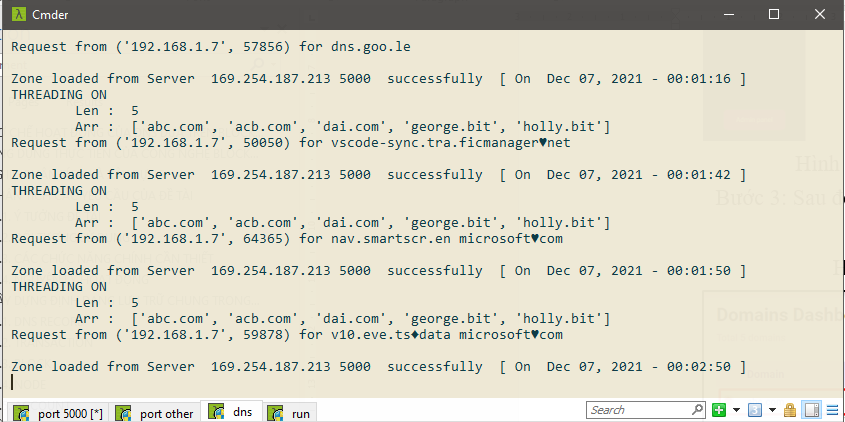 Cmder
Request from ('192.168.1.7', 57856) for dns.goo.le
Zone loaded from Server  169.254.187.213 5000  successfully  [ On  Dec 07, 2021 - 00:01:16 ]
THREADING ON
Len :  5
Arr :  ['abc.com', 'acb.com', 'dai.com', 'george.bit', 'holly.bit']
Request from ('192.168.1.7', 50050) for vscode-sync.tra.ficmanager♥net
Zone loaded from Server  169.254.187.213 5000  successfully  [ On  Dec 07, 2021 - 00:01:42 ]
THREADING ON
Len :  5
Arr :  ['abc.com', 'acb.com', 'dai.com', 'george.bit', 'holly.bit']
Request from ('192.168.1.7', 64365) for nav.smartscr.en microsoft♥com
Zone loaded from Server  169.254.187.213 5000  successfully  [ On  Dec 07, 2021 - 00:01:50 ]
THREADING ON
Len :  5
Arr :  ['abc.com', 'acb.com', 'dai.com', 'george.bit', 'holly.bit']
Request from ('192.168.1.7', 59878) for v10.eve.ts♦data microsoft♥com
Zone loaded from Server  169.254.187.213 5000  successfully  [ On  Dec 07, 2021 - 00:02:50 ]
Hình
Bước 3: Sau
Domains Dashb
port 5000 [*]
port other
dns
run
Search